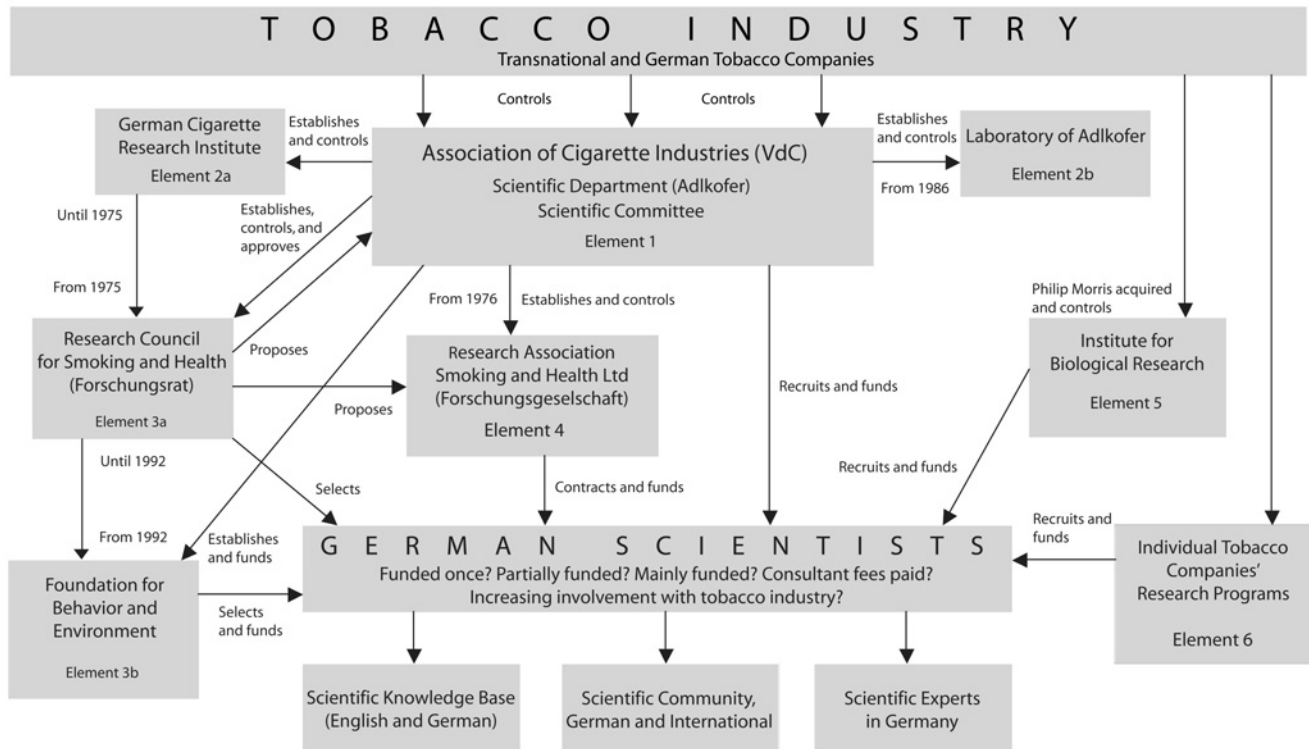 TOBACCO INDUSTRY
Transnational and German Tobacco Companies
Controls
Controls
German Cigarette
Research Institute
Element 2a
Establishes
and controls
Association of Cigarette Industries (VdC)
Scientific Department (Adlkofer)
Scientific Committee
Element 1
Establishes
and controls
From 1986
Laboratory of Adlkofer
Element 2b
Until 1975
Establishes,
controls, and
approves
From 1975
From 1976
Establishes and controls
Philip Morris acquired
and controls
Research Council
for Smoking and Health
(Forschungsrat)
Element 3a
Proposes
Proposes
Research Association
Smoking and Health Ltd
(Forschungsgeselschaft)
Element 4
Recruits and funds
Institute for
Biological Research
Element 5
Until 1992
Selects
Contracts and funds
Recruits and funds
From 1992
Establishes
and funds
GERMAN SCIENTISTS
Funded once? Partially funded? Mainly funded? Consultant fees paid?
Increasing involvement with tobacco industry?
Recruits and
funds
Individual Tobacco
Companies'
Research Programs
Element 6
Foundation for
Behavior and
Environment
Element 3b
Selects
and funds
Scientific Knowledge Base
(English and German)
Scientific Community,
German and International
Scientific Experts
in Germany